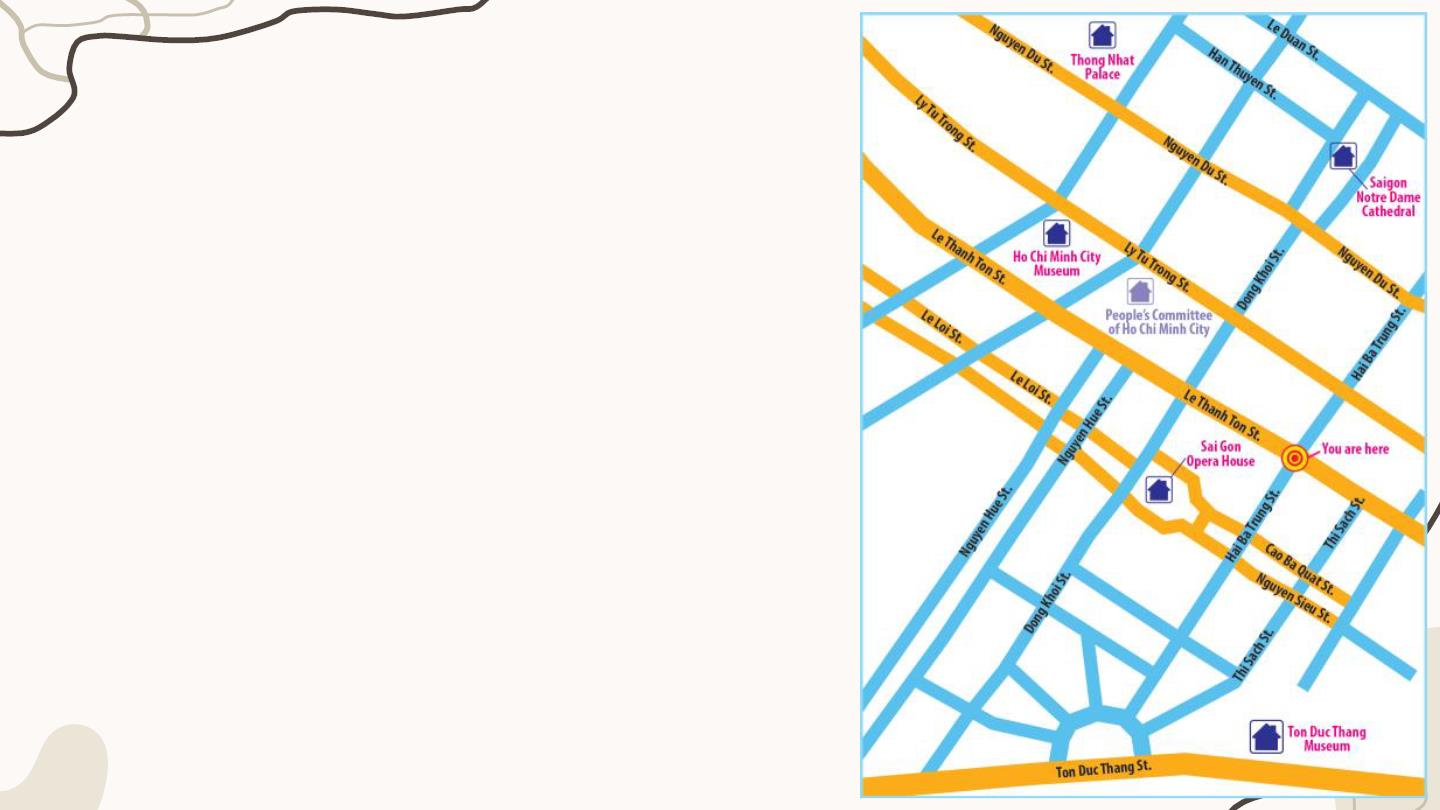 Nguyen Du St.
Thong Nhat
Palace
Le Duan St.
Han Thuyen St.
Ly Tu Trong St.
Nguyen Du St.
Saigon
Notre Dame
Cathedral
Le Thanh Ton St.
Ho Chi Minh City
Museum
Ly Tu Trong St.
Dong Khoi St.
Nguyen Du St.
People's Committee
of Ho Chi Minh City
Le Loi St.
Hai Ba Trung St.
Le Loi St.
Nguyen Hue St.
Le Thanh Ton St.
Sai Gon
Opera House
You are here
Nguyen Hue St.
Hai Ba Trung St.
Thi Sach St.
Cao Ba Quat St.
Nguyen Sieu St.
Dong Khoi St.
Thi Sach St.
Ton Duc Thang
Museum
Ton Duc Thang St.